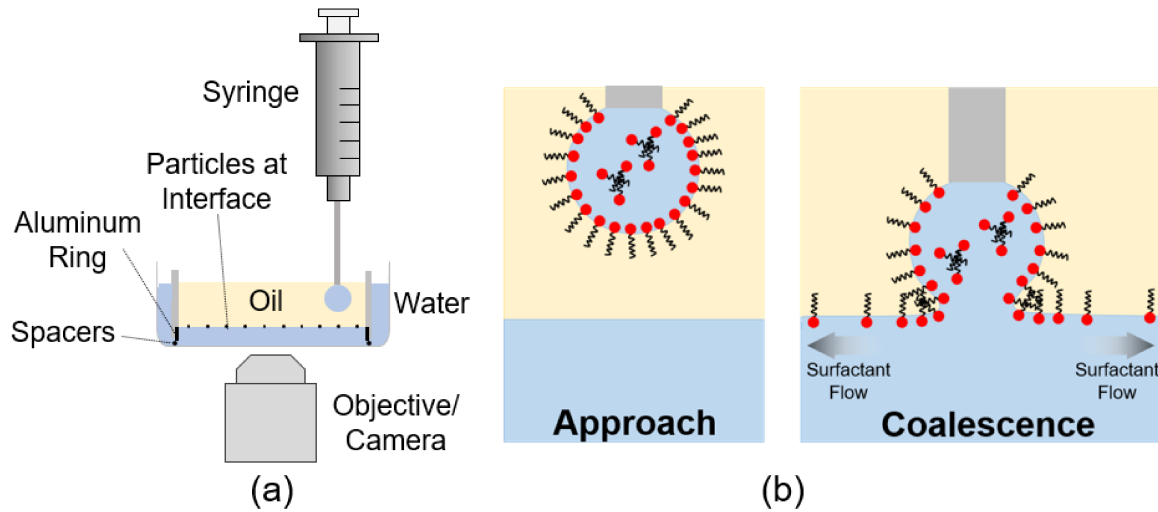 Syringe
Particles at
Interface
Aluminum
Ring
Oil
Water
Spacers
Objective/
Camera
(a)
Approach
Surfactant
Flow
Surfactant
Flow
Coalescence
(b)